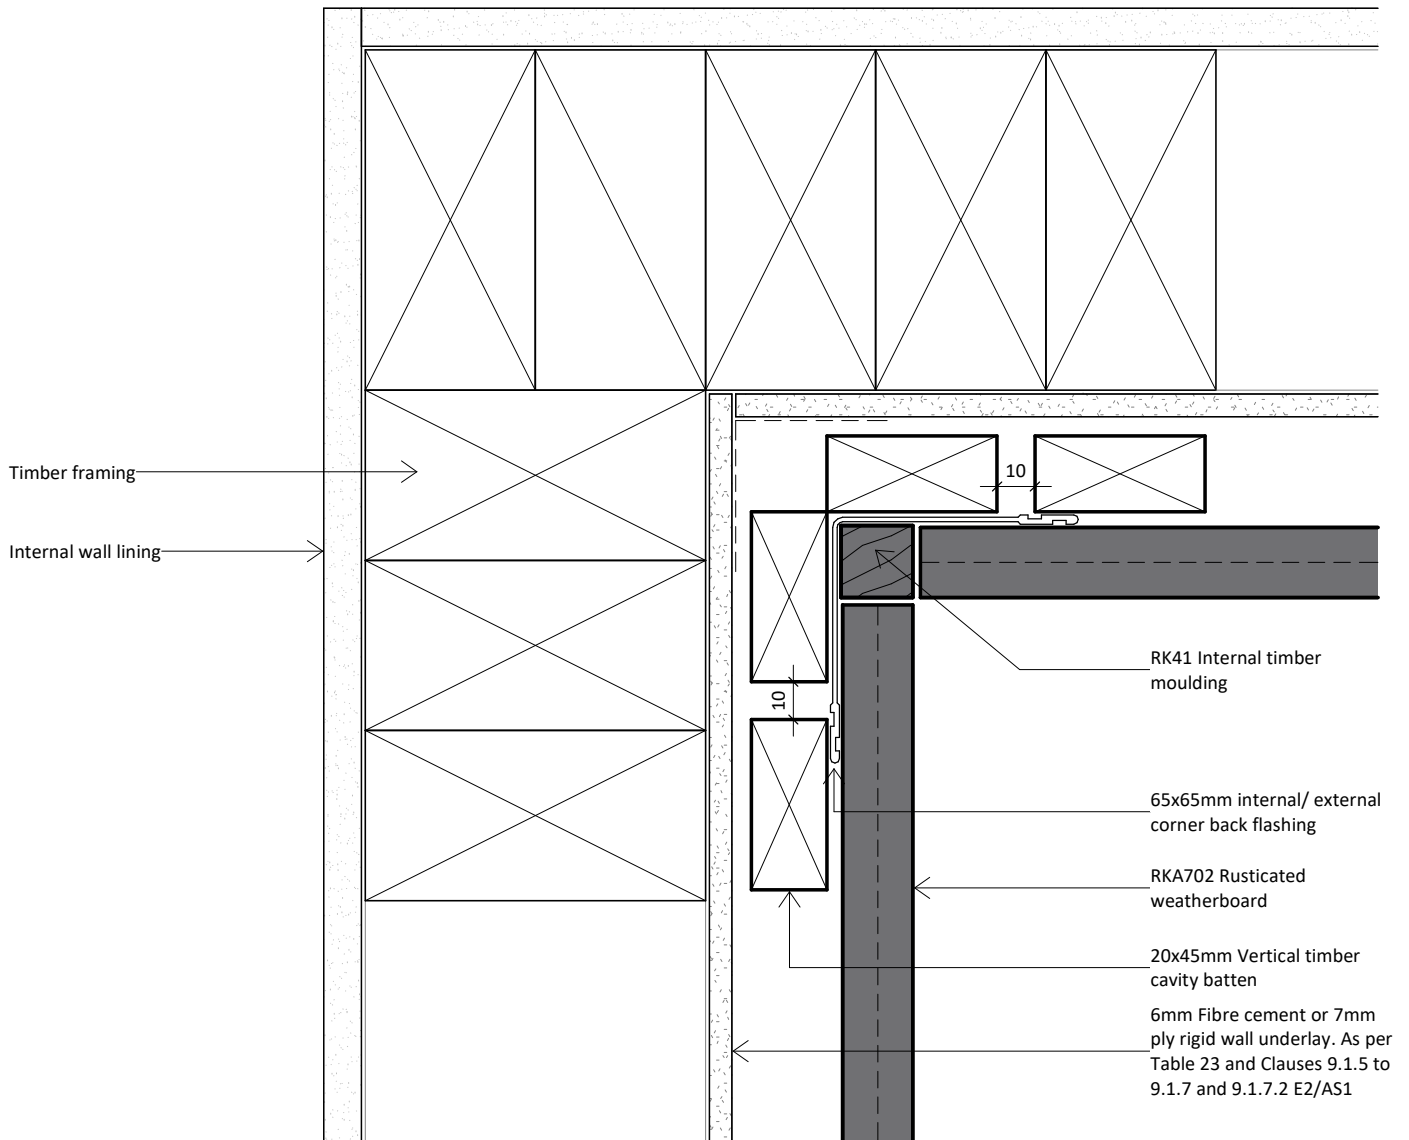 10
Timber framing
Internal wall lining
RK41 Internal timber
moulding
10
65x65mm internal/ external
corner back flashing
RKA702 Rusticated
weatherboard
20x45mm Vertical timber
cavity batten
6mm Fibre cement or 7mm
ply rigid wall underlay. As per
Table 23 and Clauses 9.1.5 to
9.1.7 and 9.1.7.2 E2/AS1